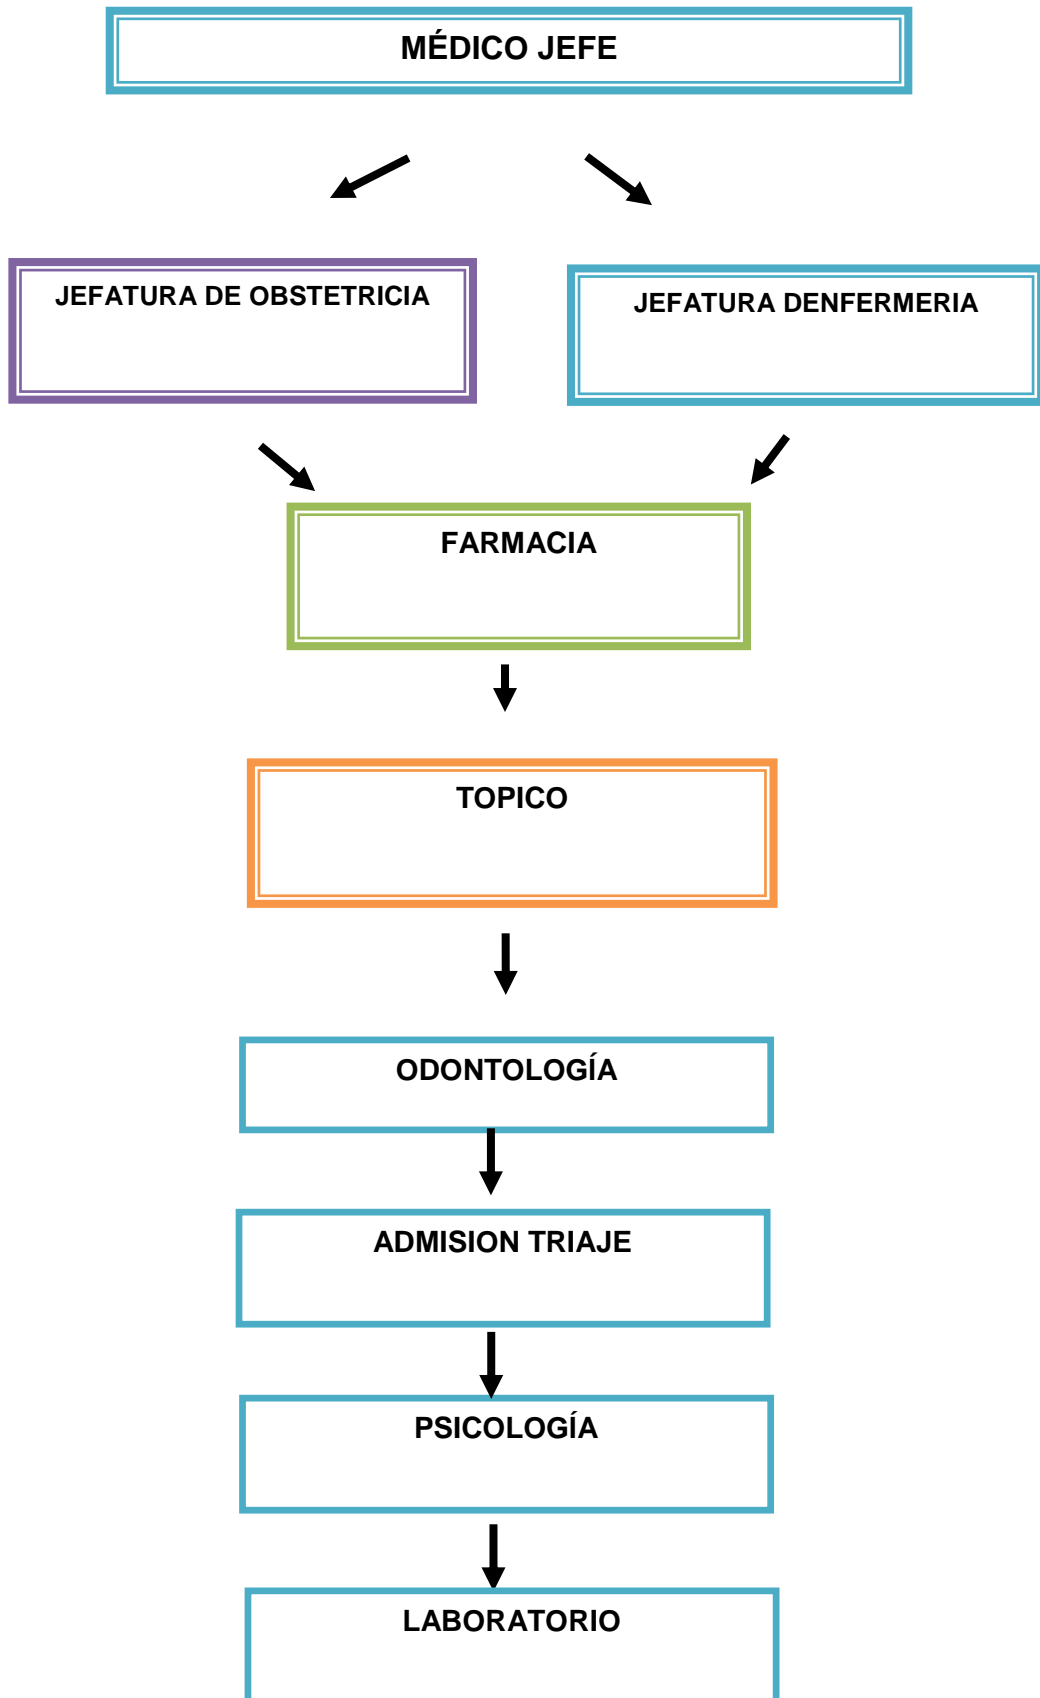 MÉDICO JEFE
JEFATURA DE OBSTETRICIA
JEFATURA DENFERMERIA
FARMACIA
TOPICO
ODONTOLOGÍA
ADMISION TRIAJE
PSICOLOGÍA
LABORATORIO